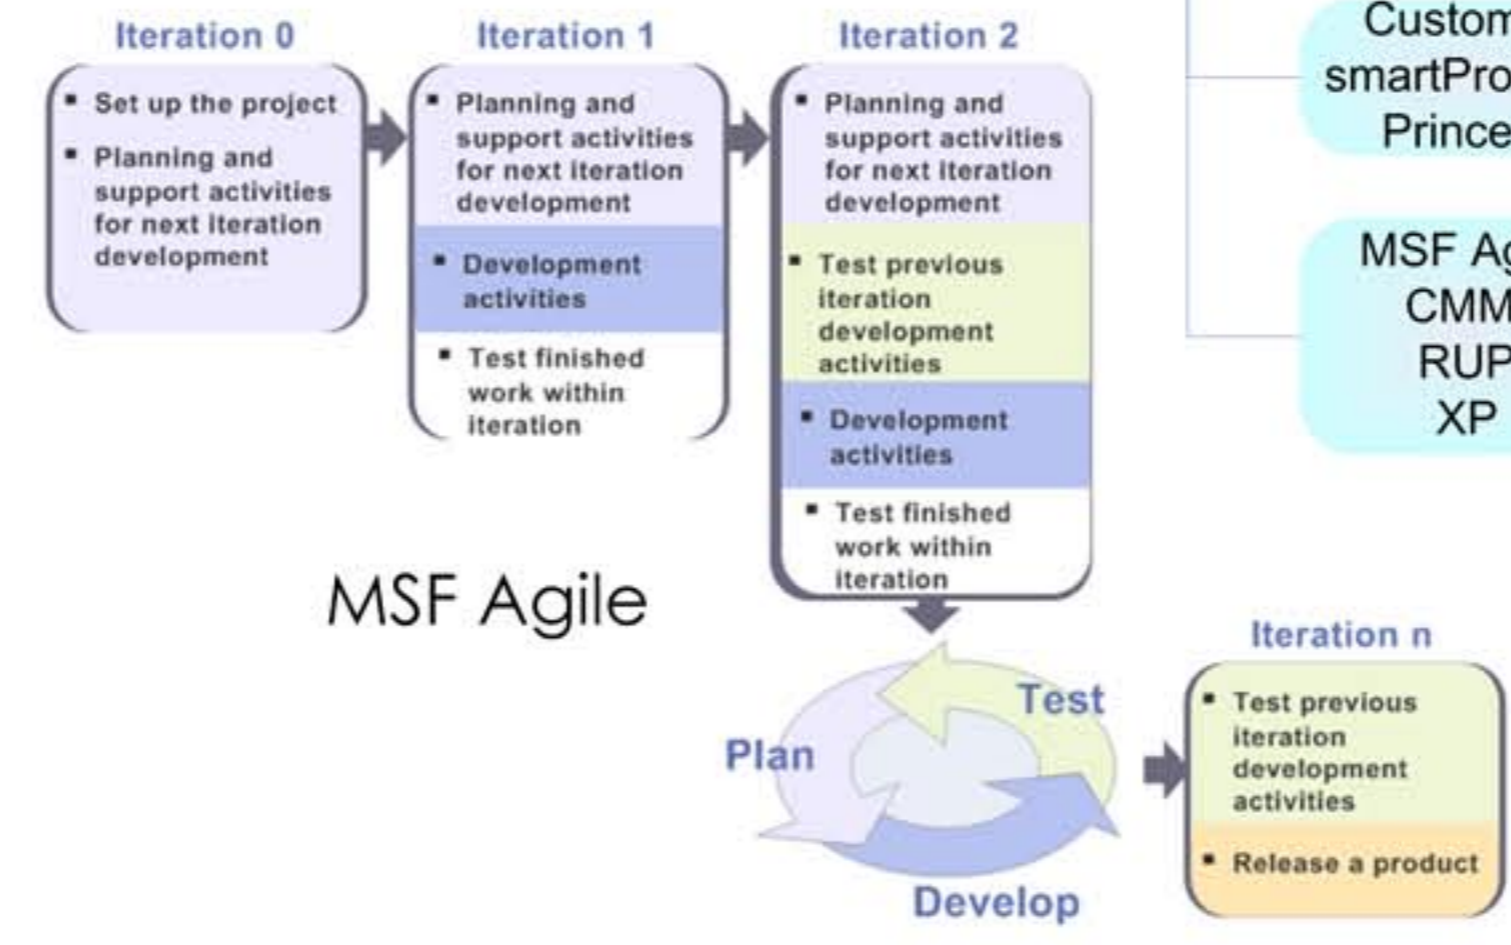 Iteration 0
▪ Set up the project
▪ Planning and
support activities
for next iteration
development
Iteration 1
▪ Planning and
support activities
for next iteration
development
▪ Development
activities
▪ Test finished
work within
iteration
Iteration 2
▪ Planning and
support activities
for next iteration
development
▪ Test previous
iteration
development
activities
▪ Development
activities
▪ Test finished
work within
iteration
MSF Agile
Plan
Test
Develop
Iteration n
▪ Test previous
iteration
development
activities
▪ Release a product
Custom
smartPro
Prince
MSF Ag
CMM
RUP
XP